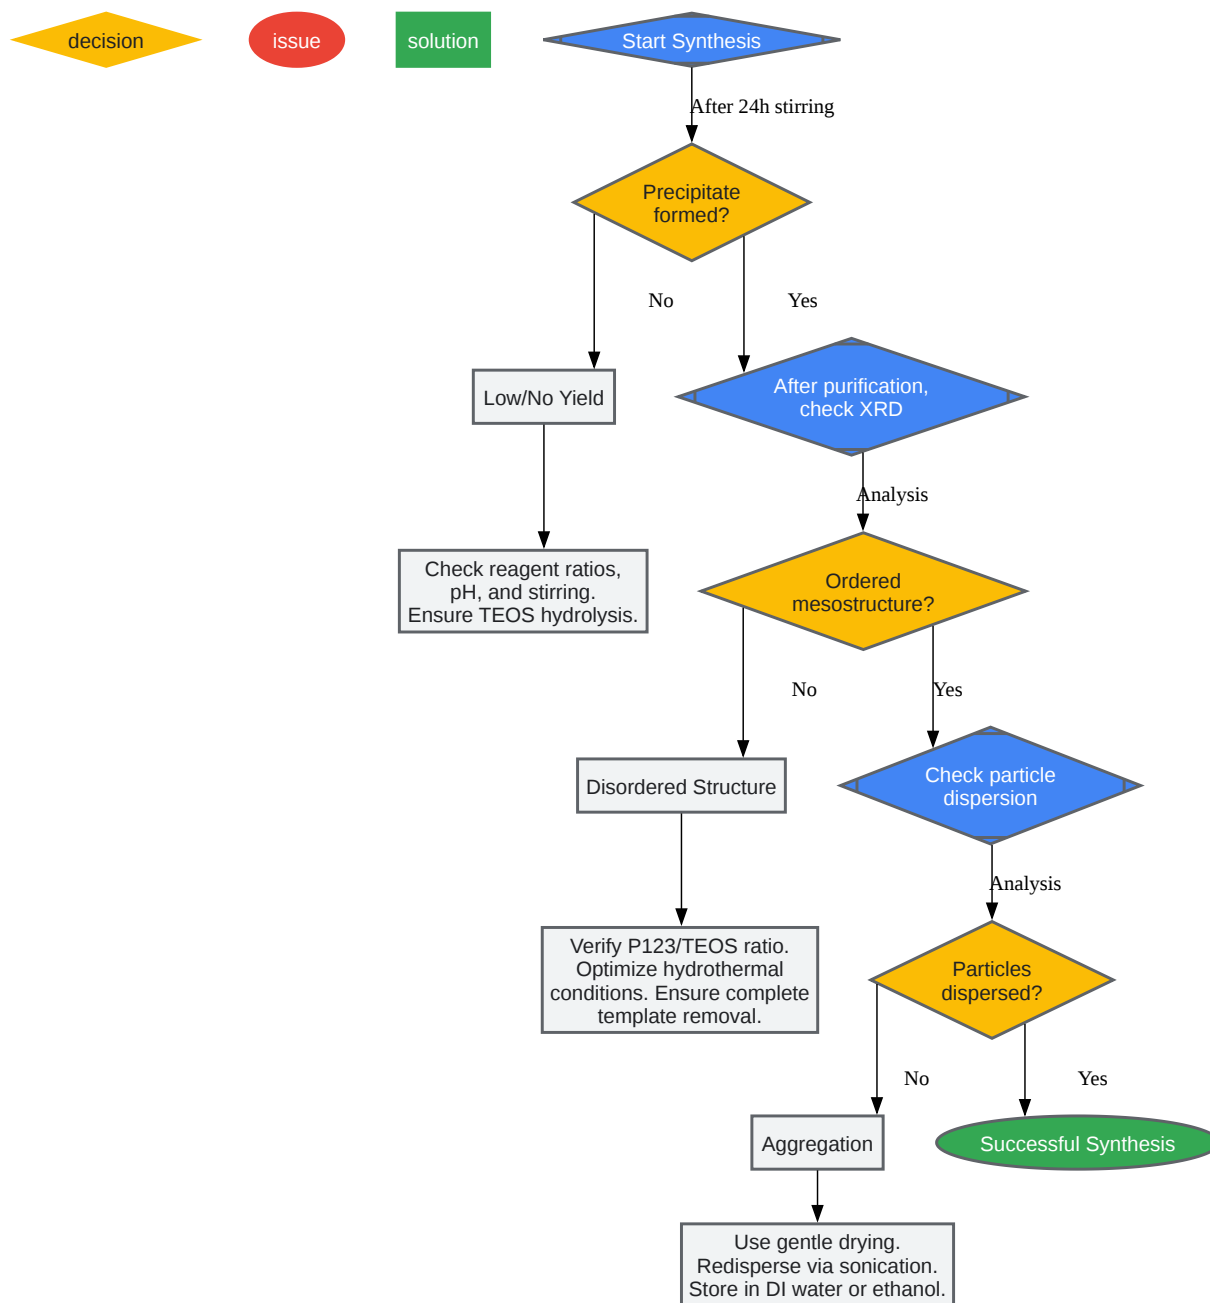 decision
issue
solution
Start Synthesis
After 24h stirring
Precipitate
formed?
No
Yes
Low/No Yield
After purification,
check XRD
Analysis
Check reagent ratios,
pH, and stirring.
Ensure TEOS hydrolysis.
Ordered
mesostructure?
No
Yes
Disordered Structure
Check particle
dispersion
Analysis
Verify P123/TEOS ratio.
Optimize hydrothermal
conditions. Ensure complete
template removal.
Particles
dispersed?
No
Yes
Aggregation
Successful Synthesis
Use gentle drying.
Redisperse via sonication.
Store in DI water or ethanol.